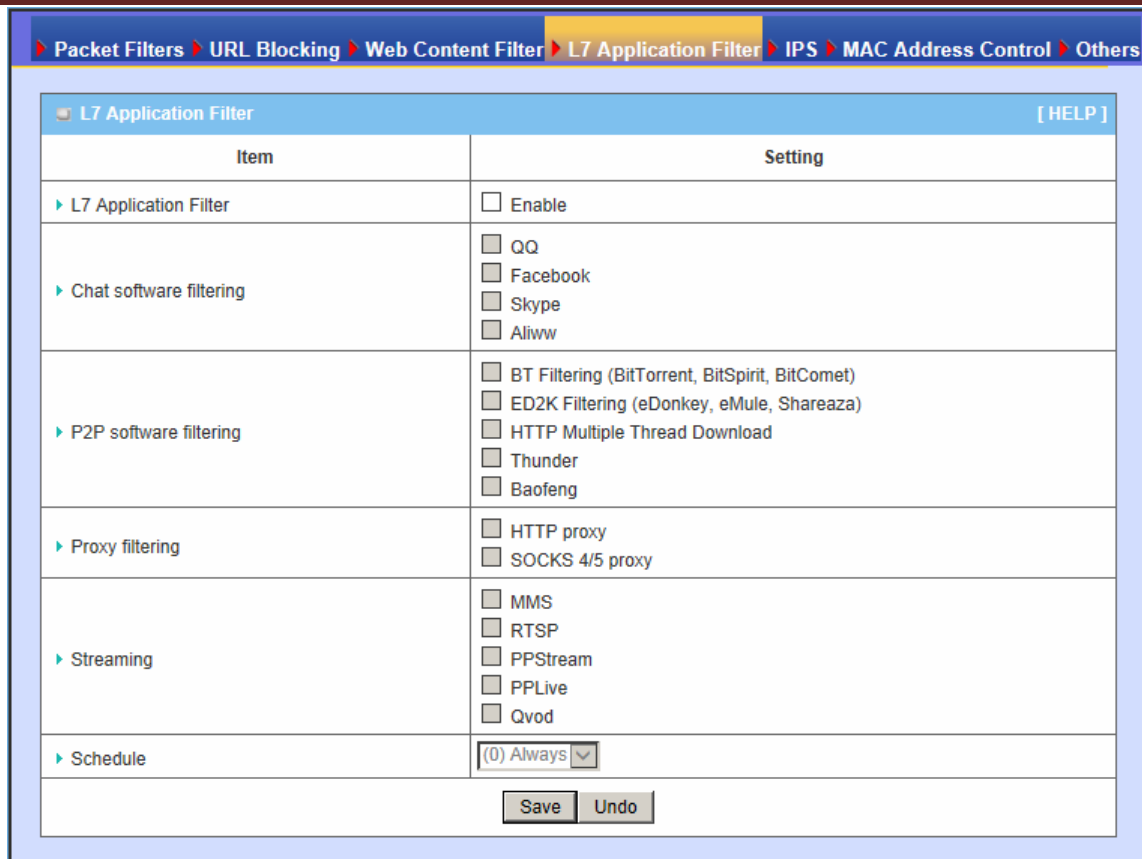 Packet Filters URL Blocking Web Content Filter L7 Application Filter IPS MAC Address Control Others
L7 Application Filter [ HELP ]
Item Setting
L7 Application Filter Enable
Chat software filtering
QQ
Facebook
Skype
Aliww
P2P software filtering
BT Filtering (BitTorrent, BitSpirit, BitComet)
ED2K Filtering (eDonkey, eMule, Shareaza)
HTTP Multiple Thread Download
Thunder
Baofeng
Proxy filtering
HTTP proxy
SOCKS 4/5 proxy
Streaming
MMS
RTSP
PPStream
PPLive
Qvod
Schedule (0) Always
Save Undo